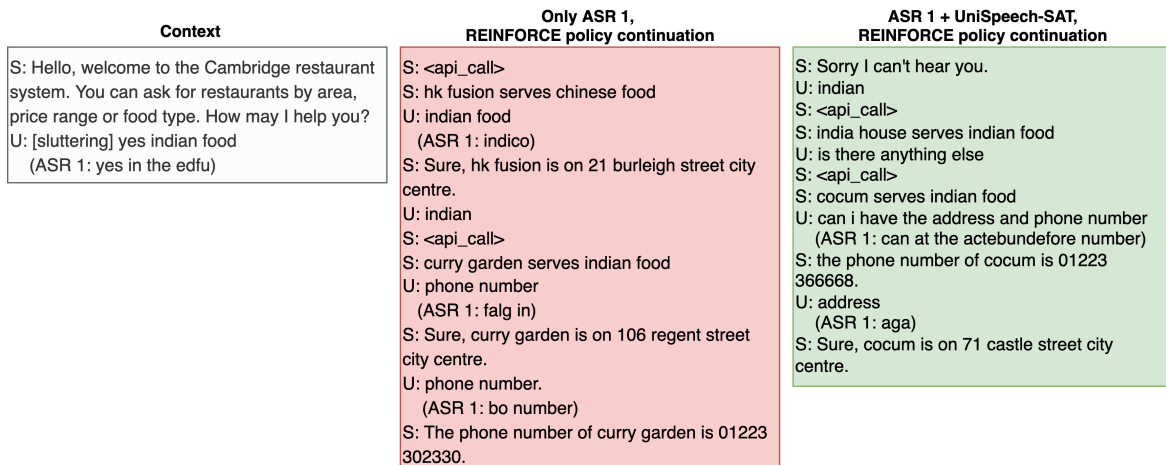 Context
S: Hello, welcome to the Cambridge restaurant
system. You can ask for restaurants by area,
price range or food type. How may I help you?
U: [sluttering] yes indian food
(ASR 1: yes in the edfu)
Only ASR 1,
REINFORCE policy continuation
S: <api_call>
S: hk fusion serves chinese food
U: indian food
(ASR 1: indico)
S: Sure, hk fusion is on 21 burleigh street city
centre.
U: indian
S: <api_call>
S: curry garden serves indian food
U: phone number
(ASR 1: falg in)
S: Sure, curry garden is on 106 regent street
city centre.
U: phone number.
(ASR 1: bo number)
S: The phone number of curry garden is 01223
302330.
ASR 1 + UniSpeech-SAT,
REINFORCE policy continuation
S: Sorry I can't hear you.
U: indian
S: <api_call>
S: india house serves indian food
U: is there anything else
S: <api_call>
S: cocum serves indian food
U: can i have the address and phone number
(ASR 1: can at the actebundefore number)
S: the phone number of cocum is 01223
366668.
U: address
(ASR 1: aga)
S: Sure, cocum is on 71 castle street city
centre.